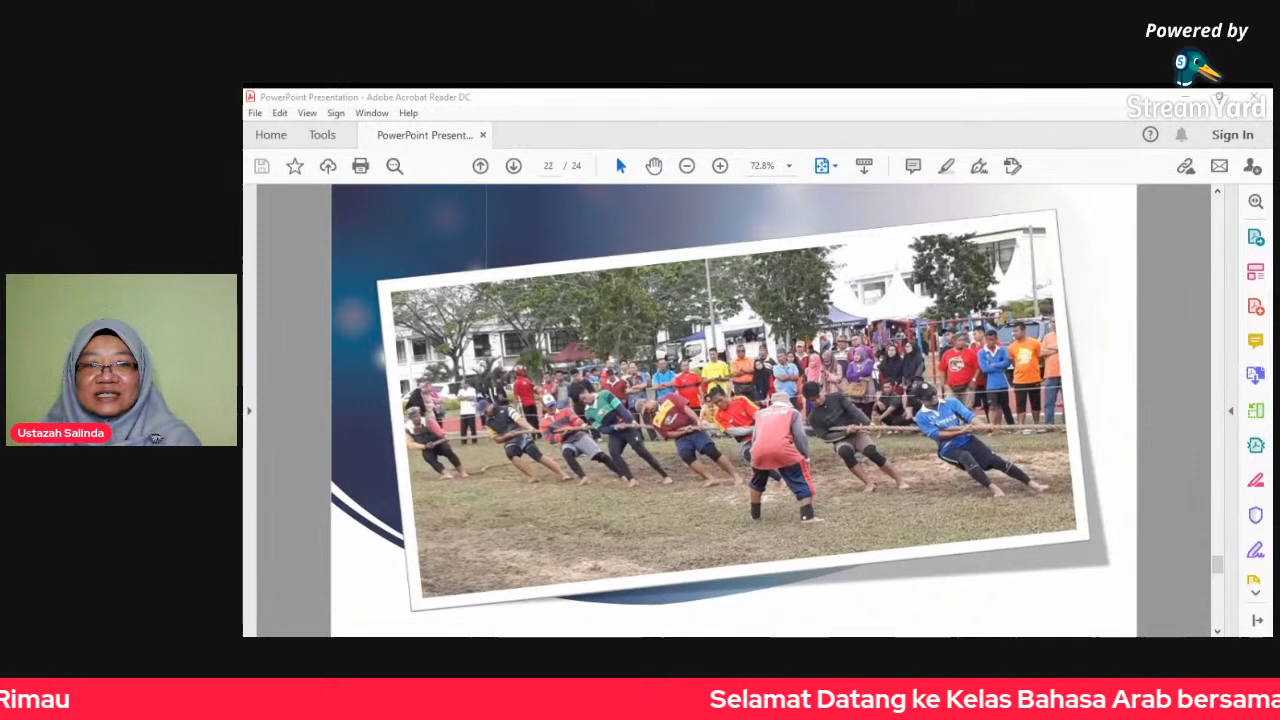 Powered by
StreamYard
PowerPoint Presentation - Adobe Acrobat Reader DC
File Edit View Sign Window Help
Home Tools PowerPoint Present... Sign In
22 / 24 72.8%
Ustazah Salinda
Rimau Selamat Datang ke Kelas Bahasa Arab bersama